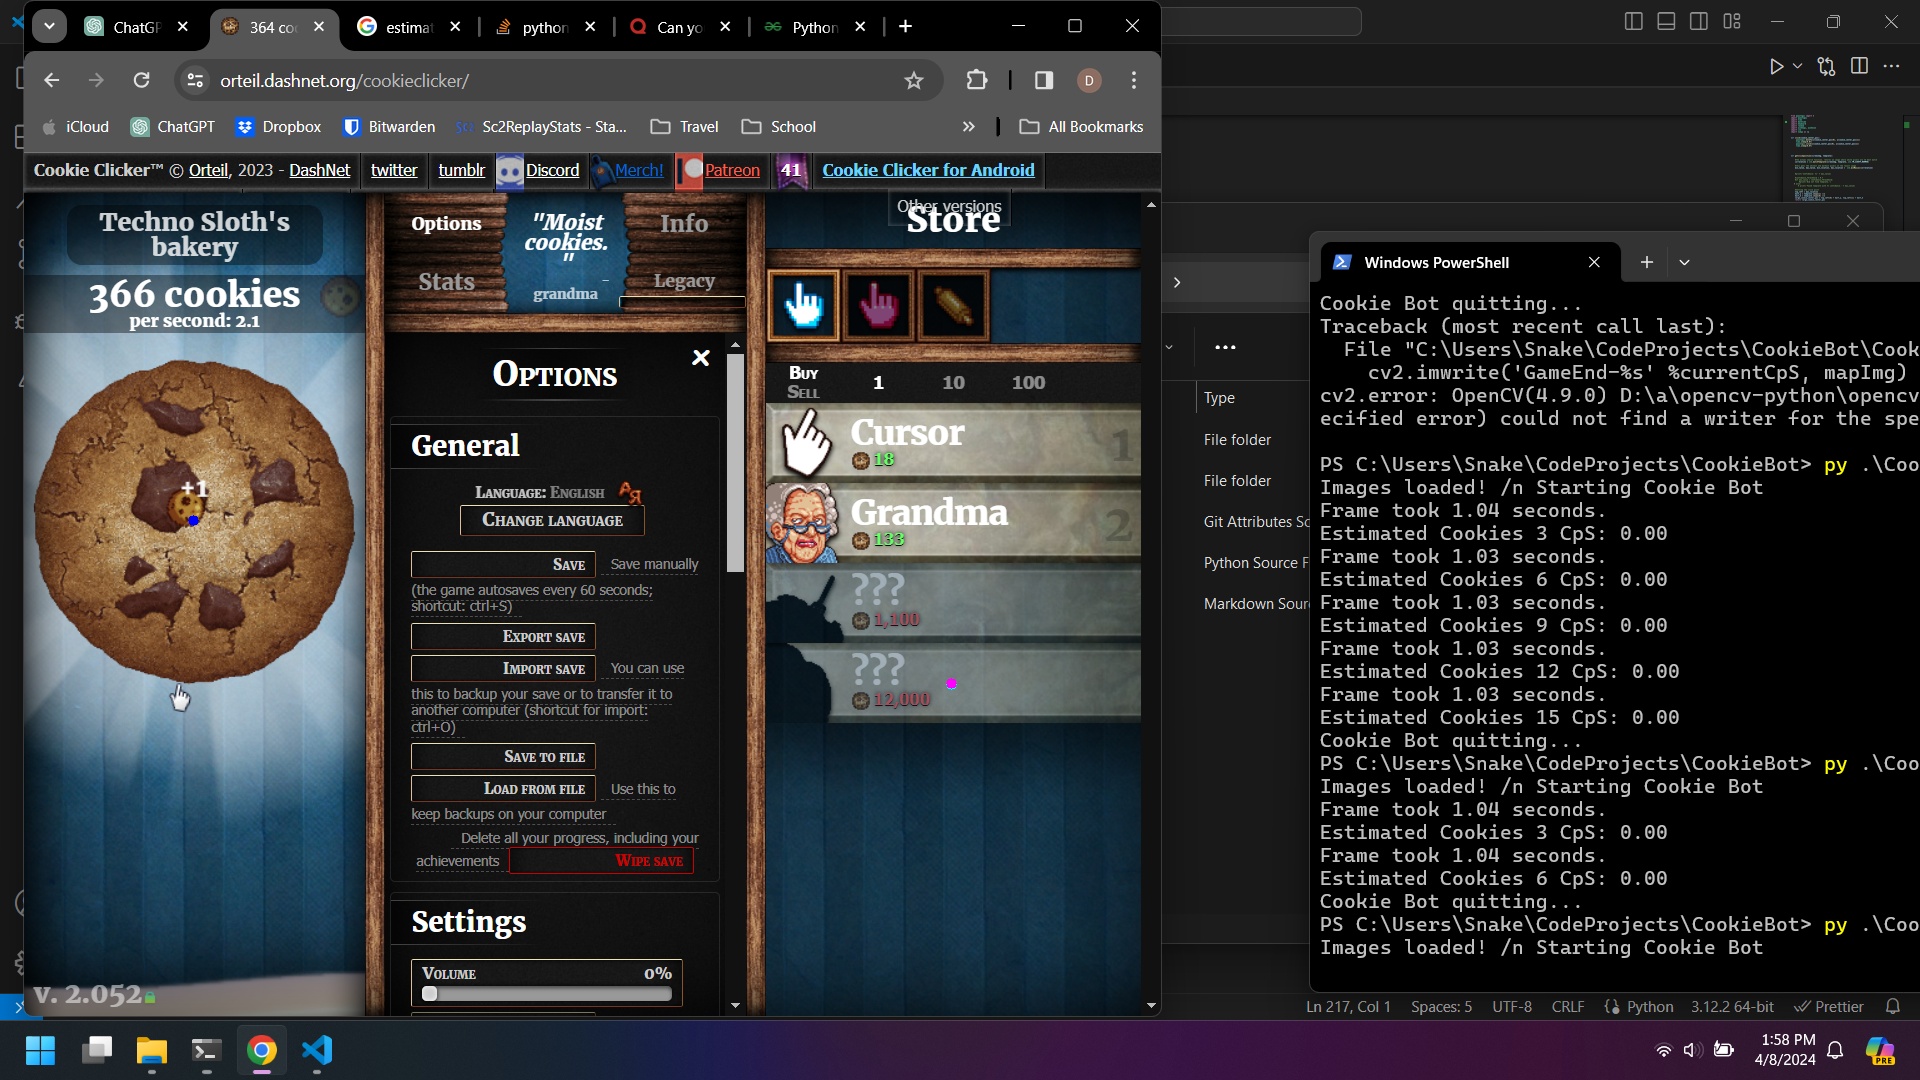 ChatGP
364 co
estimat
python
Can yo
Python
orteil.dashnet.org/cookieclicker/
D
iCloud
ChatGPT
Dropbox
Bitwarden
Sc2ReplayStats - Sta...
Travel
School
All Bookmarks
Cookie Clicker™ © Orteil, 2023 - DashNet
twitter
tumblr
Discord
Merch!
Patreon
41
Cookie Clicker for Android
Other versions
Techno Sloth's
bakery
366 cookies
per second: 2.1
+1
v. 2.052
Options
Stats
"Moist
cookies.
"
grandma
Info
Legacy
Options
General
Language: English
Change language
Save
Save manually
(the game autosaves every 60 seconds;
shortcut: ctrl+S)
Export save
Import save
You can use
this to backup your save or to transfer it to
another computer (shortcut for import:
ctrl+O)
Save to file
Load from file
Use this to
keep backups on your computer
Delete all your progress, including your
achievements
Wipe save
Settings
Volume
0%
Store
Buy
Sell
1
10
100
Cursor
18
1
Grandma
133
2
???
1,100
???
12,000
Type
File folder
File folder
Git Attributes So
Python Source F
Markdown Sour
Windows PowerShell
Cookie Bot quitting...
Traceback (most recent call last):
File "C:\Users\Snake\CodeProjects\CookieBot\Cook
cv2.imwrite('GameEnd-%s' %currentCpS, mapImg)
cv2.error: OpenCV(4.9.0) D:\a\opencv-python\opencv
ecified error) could not find a writer for the spe
PS C:\Users\Snake\CodeProjects\CookieBot> py .\Coo
Images loaded! /n Starting Cookie Bot
Frame took 1.04 seconds.
Estimated Cookies 3 CpS: 0.00
Frame took 1.03 seconds.
Estimated Cookies 6 CpS: 0.00
Frame took 1.03 seconds.
Estimated Cookies 9 CpS: 0.00
Frame took 1.03 seconds.
Estimated Cookies 12 CpS: 0.00
Frame took 1.03 seconds.
Estimated Cookies 15 CpS: 0.00
Cookie Bot quitting...
PS C:\Users\Snake\CodeProjects\CookieBot> py .\Coo
Images loaded! /n Starting Cookie Bot
Frame took 1.04 seconds.
Estimated Cookies 3 CpS: 0.00
Frame took 1.04 seconds.
Estimated Cookies 6 CpS: 0.00
Cookie Bot quitting...
PS C:\Users\Snake\CodeProjects\CookieBot> py .\Coo
Images loaded! /n Starting Cookie Bot
Ln 217, Col 1
Spaces: 5
UTF-8
CRLF
Python
3.12.2 64-bit
Prettier
1:58 PM
4/8/2024
PRE